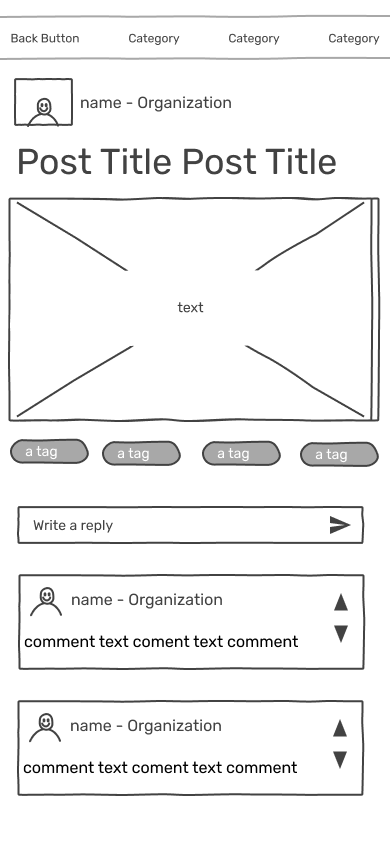 Back Button Category Category Category
name - Organization
Post Title Post Title
text
a tag a tag a tag a tag
Write a reply
name - Organization
comment text coment text comment
name - Organization
comment text coment text comment